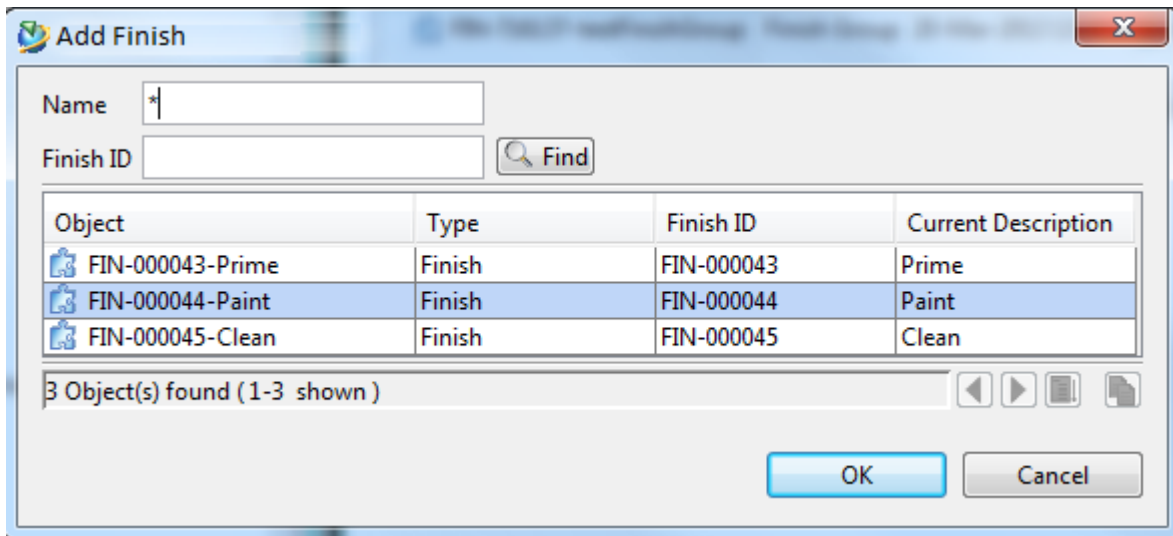 Add Finish
Name *
Finish ID Find
Object Type Finish ID Current Description
FIN-000043-Prime Finish FIN-000043 Prime
FIN-000044-Paint Finish FIN-000044 Paint
FIN-000045-Clean Finish FIN-000045 Clean
3 Object(s) found ( 1-3 shown )
OK Cancel